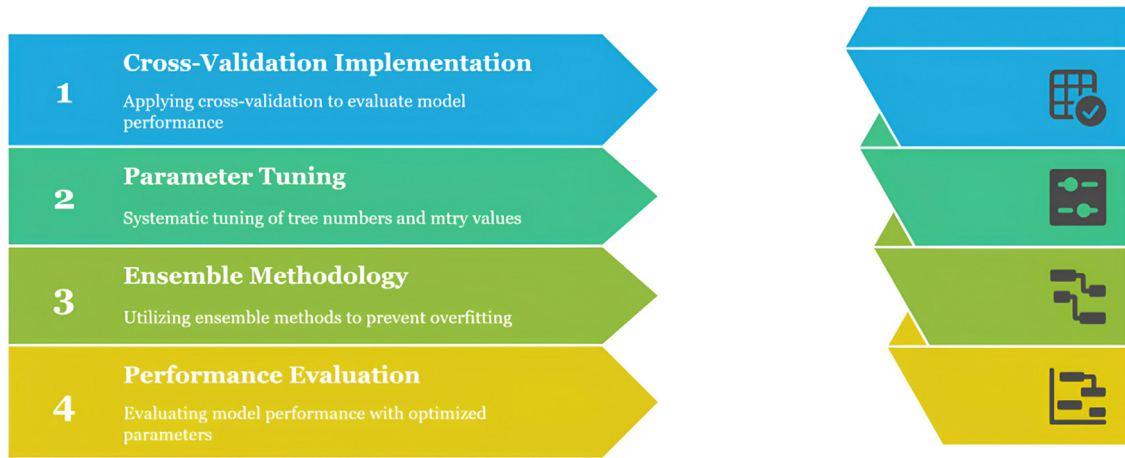 1
Cross-Validation Implementation
Applying cross-validation to evaluate model
performance
2
Parameter Tuning
Systematic tuning of tree numbers and mtry values
3
Ensemble Methodology
Utilizing ensemble methods to prevent overfitting
4
Performance Evaluation
Evaluating model performance with optimized
parameters